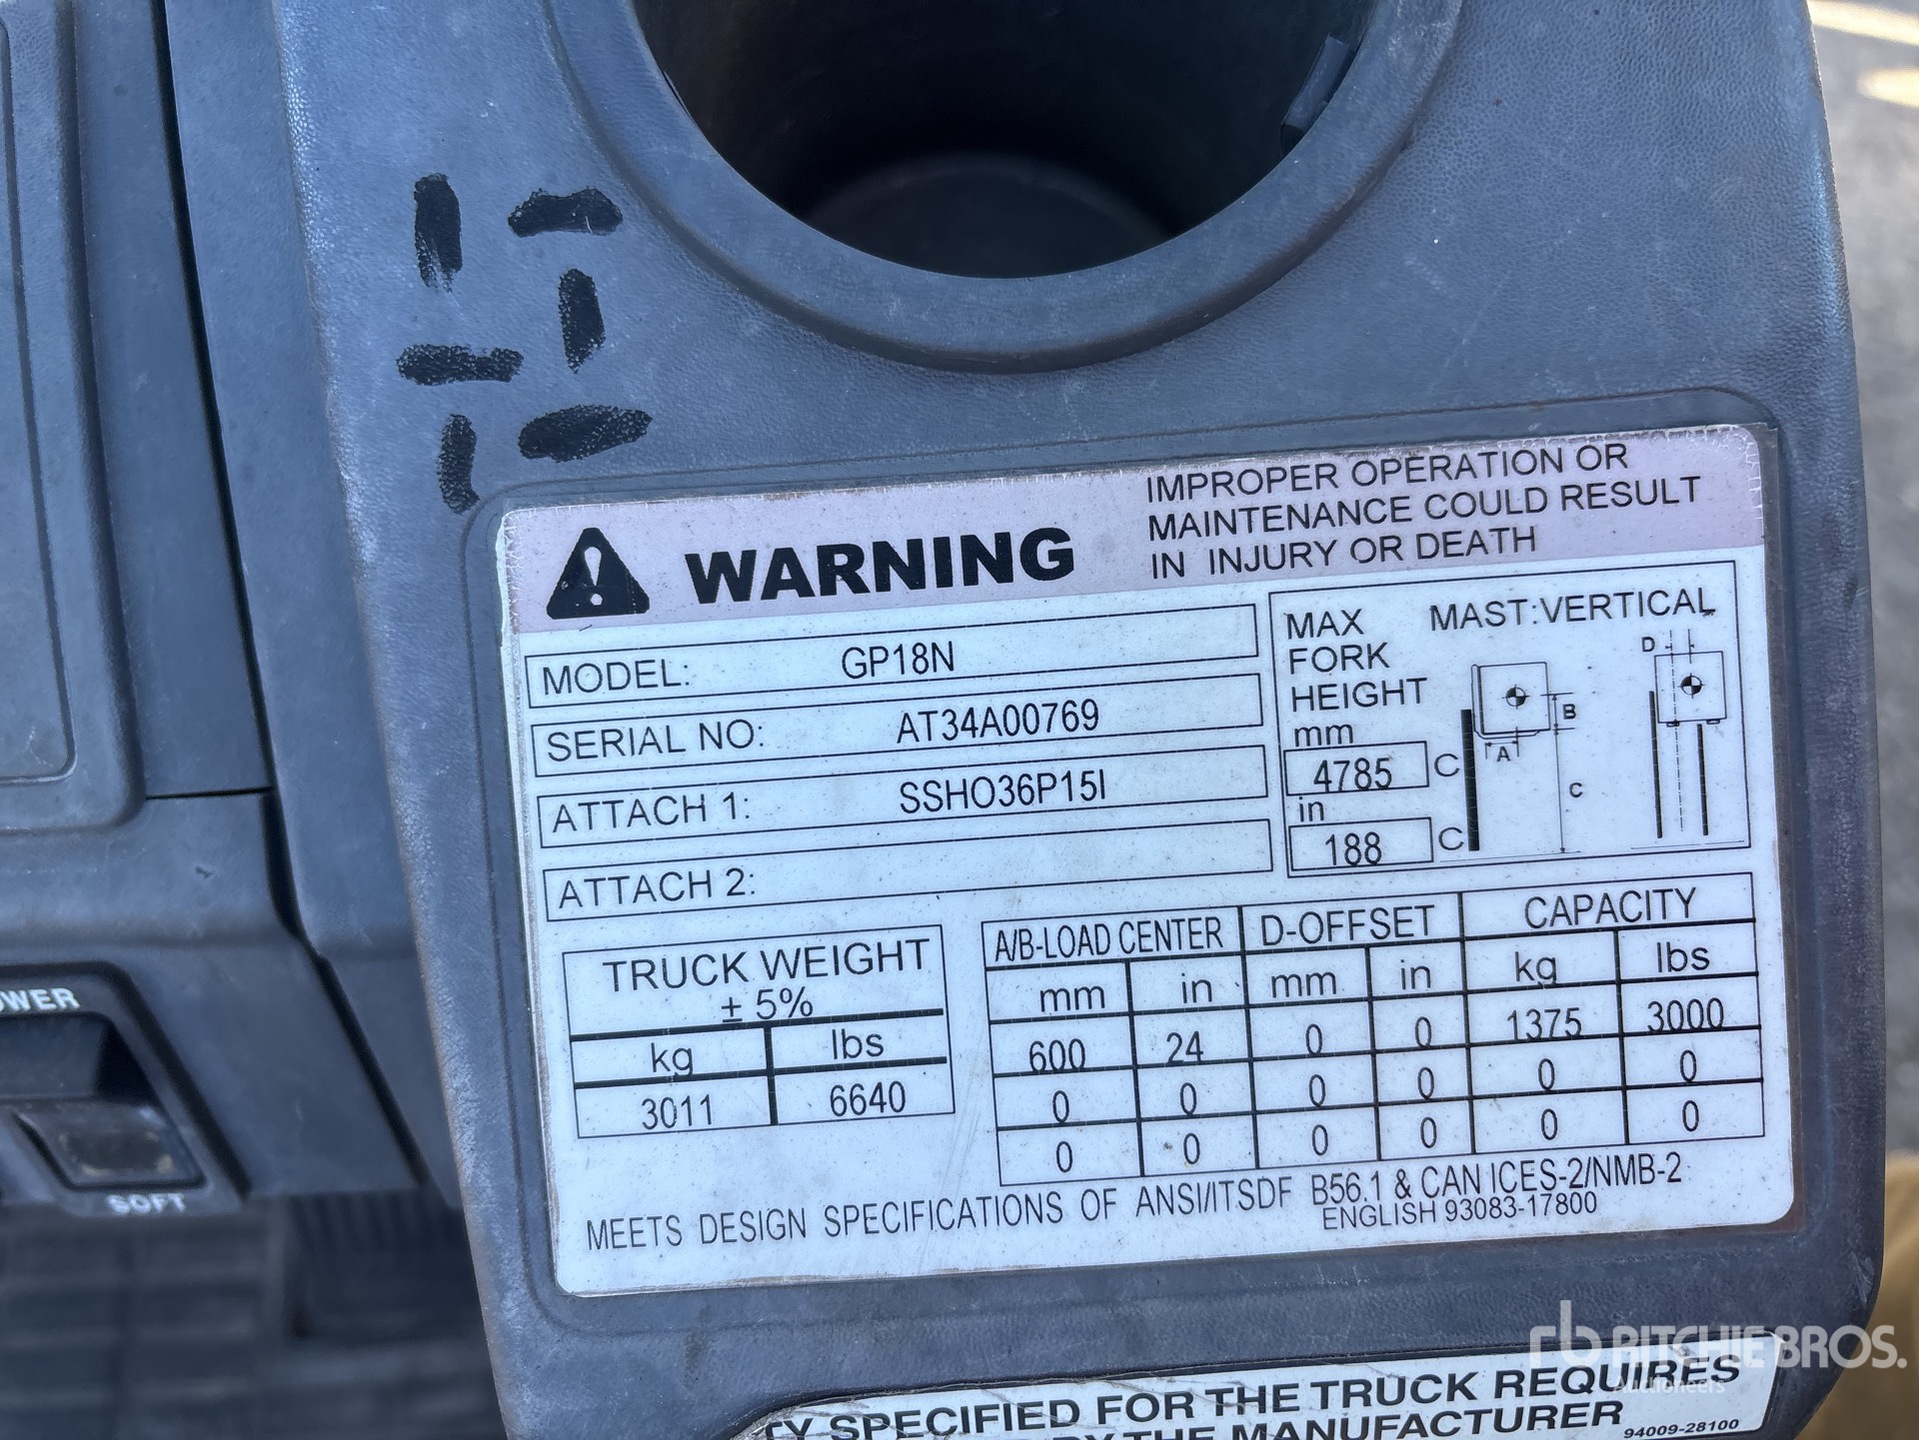 WARNING
IMPROPER OPERATION OR
MAINTENANCE COULD RESULT
IN INJURY OR DEATH
MODEL: GP18N
SERIAL NO: AT34A00769
ATTACH 1: SSHO36P15I
ATTACH 2:
MAX
FORK
HEIGHT
mm
4785 C
in
188 C
MAST:VERTICAL
D
B
A
C
TRUCK WEIGHT
± 5%
kg lbs
3011 6640
A/B-LOAD CENTER D-OFFSET CAPACITY
mm in mm in kg lbs
600 24 0 0 1375 3000
0 0 0 0 0 0
0 0 0 0 0 0
MEETS DESIGN SPECIFICATIONS OF ANSI/ITSDF B56.1 & CAN ICES-2/NMB-2
ENGLISH 93083-17800
SOFT
SPECIFIED FOR THE TRUCK REQUIRES
THE MANUFACTURER
94009-28100
rb RITCHIE BROS.
Auctioneers